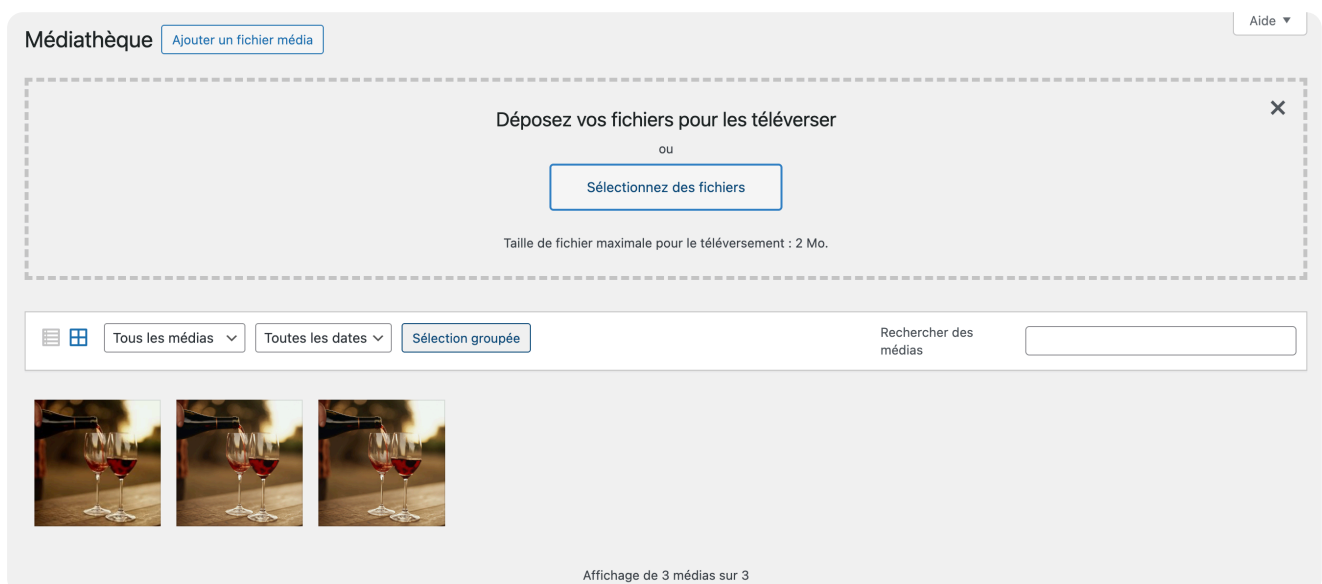 Aide ▼
Médiathèque Ajouter un fichier média
Déposez vos fichiers pour les téléverser
ou
Sélectionnez des fichiers
Taille de fichier maximale pour le téléversement : 2 Mo.
Tous les médias Toutes les dates Sélection groupée
Rechercher des
médias
Affichage de 3 médias sur 3